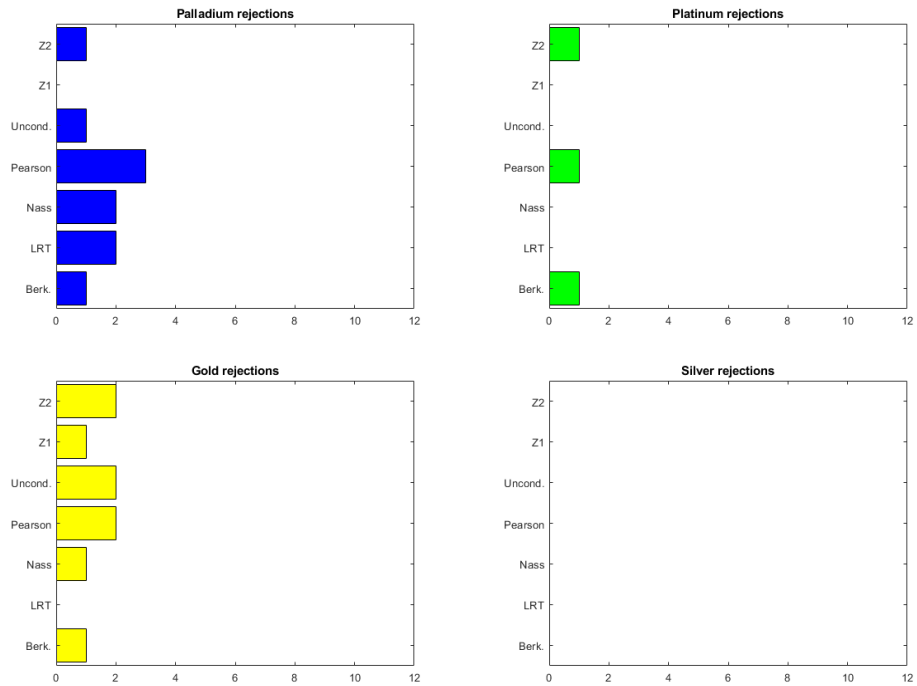 Palladium rejections
Z2
Z1
Uncond.
Pearson
Nass
LRT
Berk.
0 2 4 6 8 10 12
Platinum rejections
Z2
Z1
Uncond.
Pearson
Nass
LRT
Berk.
0 2 4 6 8 10 12
Gold rejections
Z2
Z1
Uncond.
Pearson
Nass
LRT
Berk.
0 2 4 6 8 10 12
Silver rejections
Z2
Z1
Uncond.
Pearson
Nass
LRT
Berk.
0 2 4 6 8 10 12